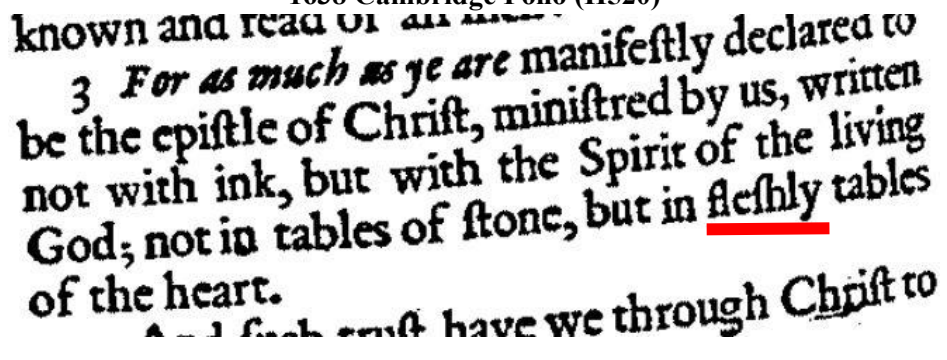 1638 Cambridge Folio (H520)
known and read of all men:
3 For as much as ye are manifeſtly declared to
be the epiſtle of Chriſt, miniſtred by us, written
not with ink, but with the Spirit of the living
God; not in tables of ſtone, but in fleſhly tables
of the heart.
And ſuch truſt have we through Chriſt to